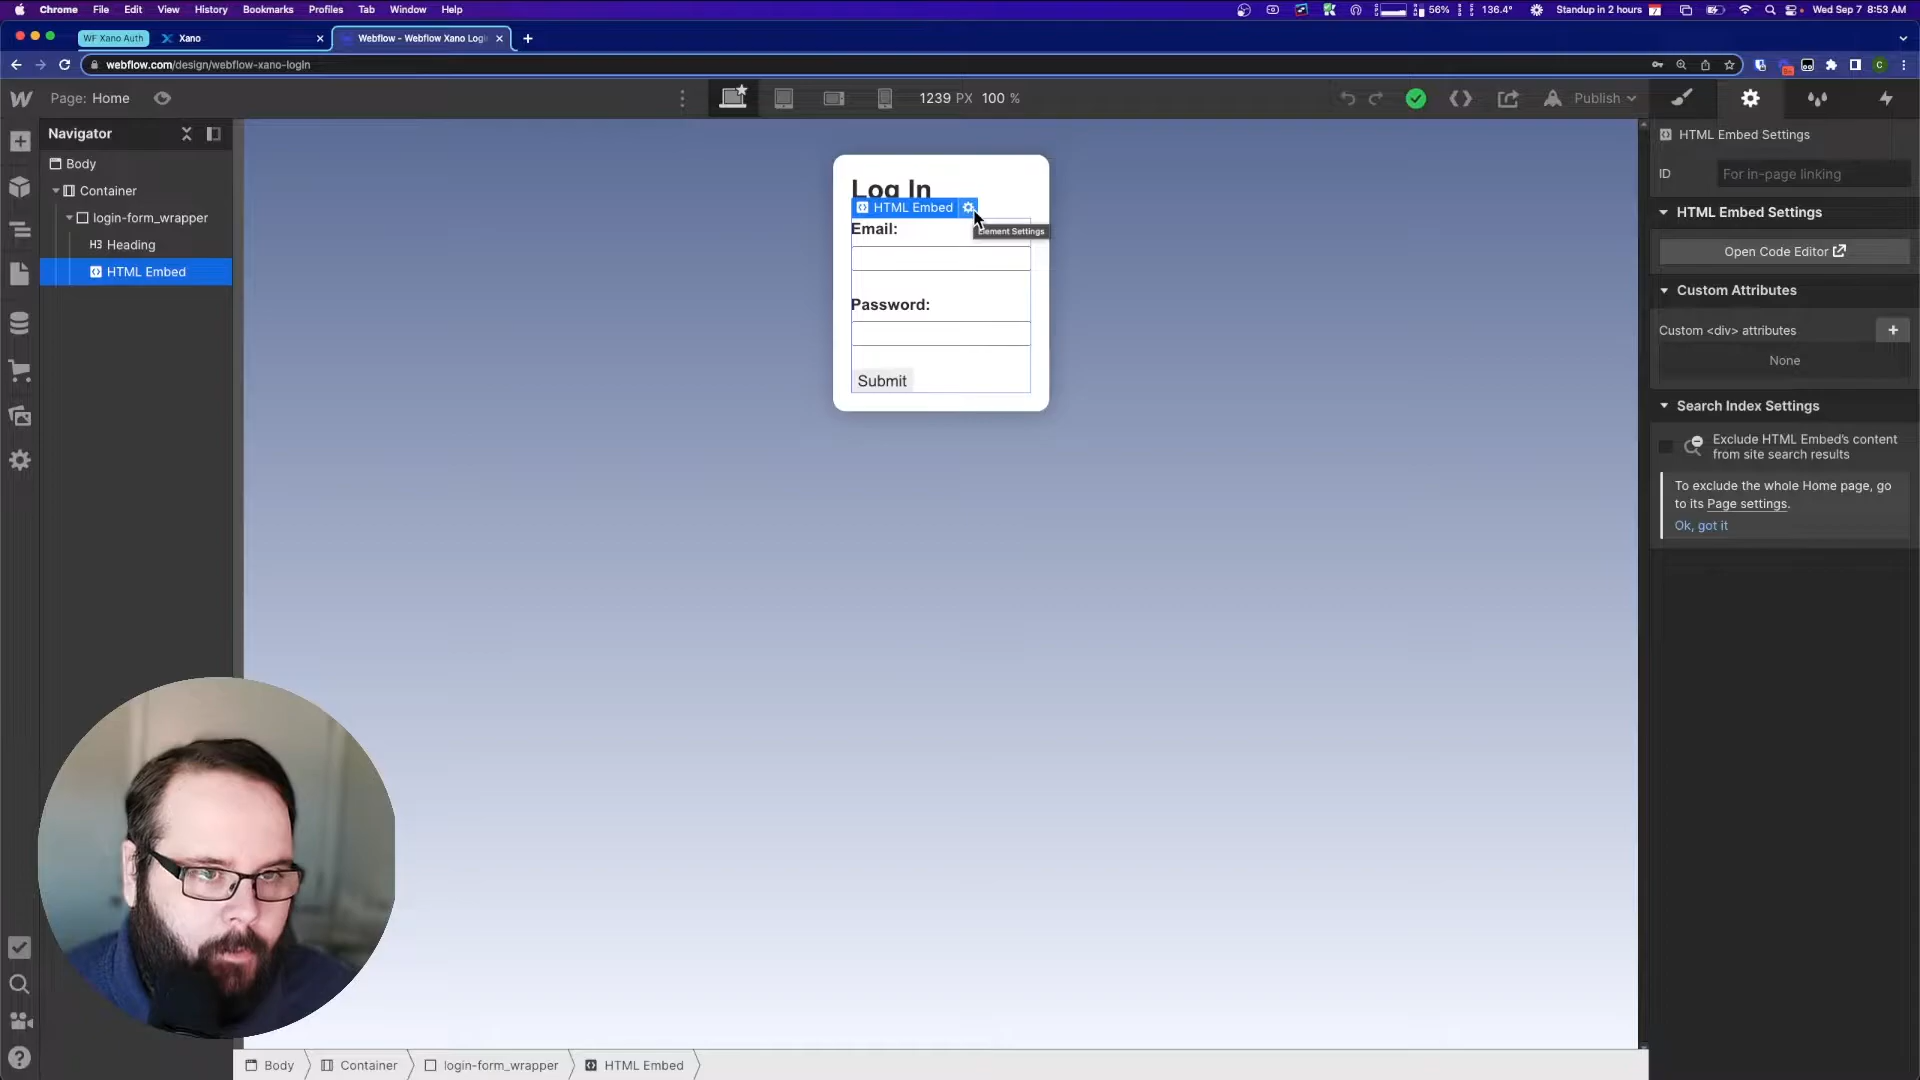 Chrome File Edit View History Bookmarks Profiles Tab Window Help 56% 136.4° Standup in 2 hours 7 Wed Sep 7 8:53 AM
WF Xano Auth Xano Webflow - Webflow Xano Logi
webflow.com/design/webflow-xano-login C
Page: Home 1239 PX 100 % Publish
Navigator
Body
Container
login-form_wrapper
H3 Heading
HTML Embed
Log In
HTML Embed
Element Settings
Email:
Password:
Submit
HTML Embed Settings
ID For in-page linking
HTML Embed Settings
Open Code Editor
Custom Attributes
Custom <div> attributes
None
Search Index Settings
Exclude HTML Embed's content
from site search results
To exclude the whole Home page, go
to its Page settings.
Ok, got it
Body Container login-form_wrapper HTML Embed